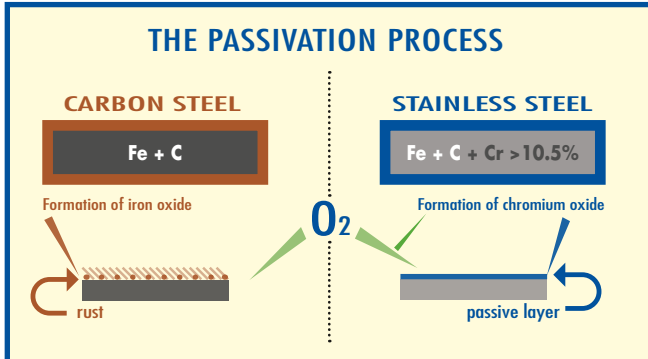 THE PASSIVATION PROCESS
CARBON STEEL
Fe + C
Formation of iron oxide
rust
O₂
STAINLESS STEEL
Fe + C + Cr >10.5%
Formation of chromium oxide
passive layer